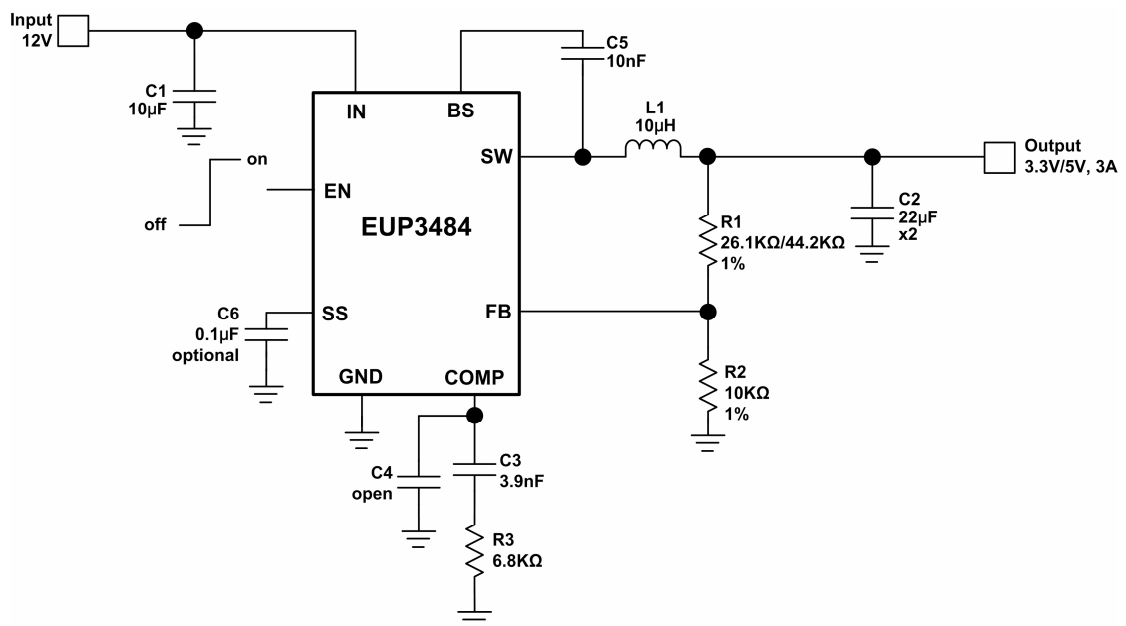 Input
12V
C1
10µF
IN
BS
C5
10nF
L1
10µH
SW
Output
3.3V/5V, 3A
on
off
EN
EUP3484
C2
22µF
x2
R1
26.1KΩ/44.2KΩ
1%
C6
0.1µF
optional
SS
FB
GND
COMP
R2
10KΩ
1%
C4
open
C3
3.9nF
R3
6.8KΩ